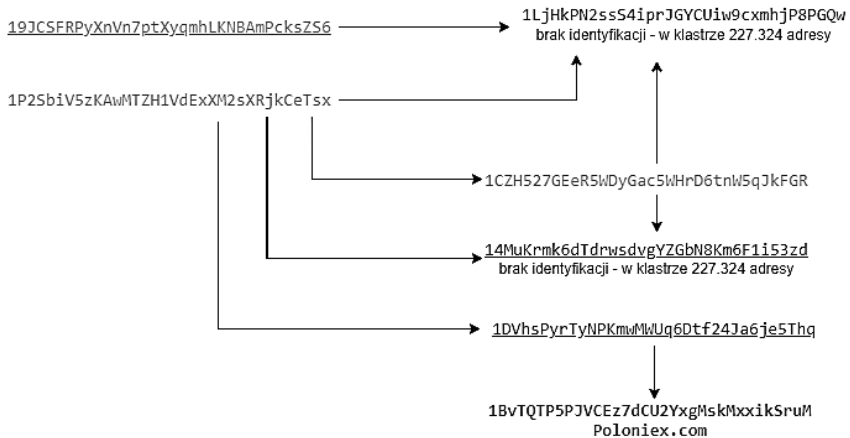 1LjHkPN2ssS4iprJGYCUiw9cxmhjP8PGQw
19JCSFRPyXnVn7ptXyqmhLKNBAmPcksZS6
brak identyfikacji - w klastrze 227.324 adresy
1P2SbiV5zKAwMTZH1VdExXM2sXRjkCeTsx
1CZH527GEeR5WDyGac5WHrD6tnW5qJkFGR
14MuKrmk6dTdrwsdvgYZGbN8Km6F1i53zd
brak identyfikacji - w klastrze 227.324 adresy
1DVhsPyrTyNPKmwMWUq6Dtf24Ja6je5Thq
1BvTQTP5PJVCEz7dCU2YxgMskMxxikSruM
Poloniex.com